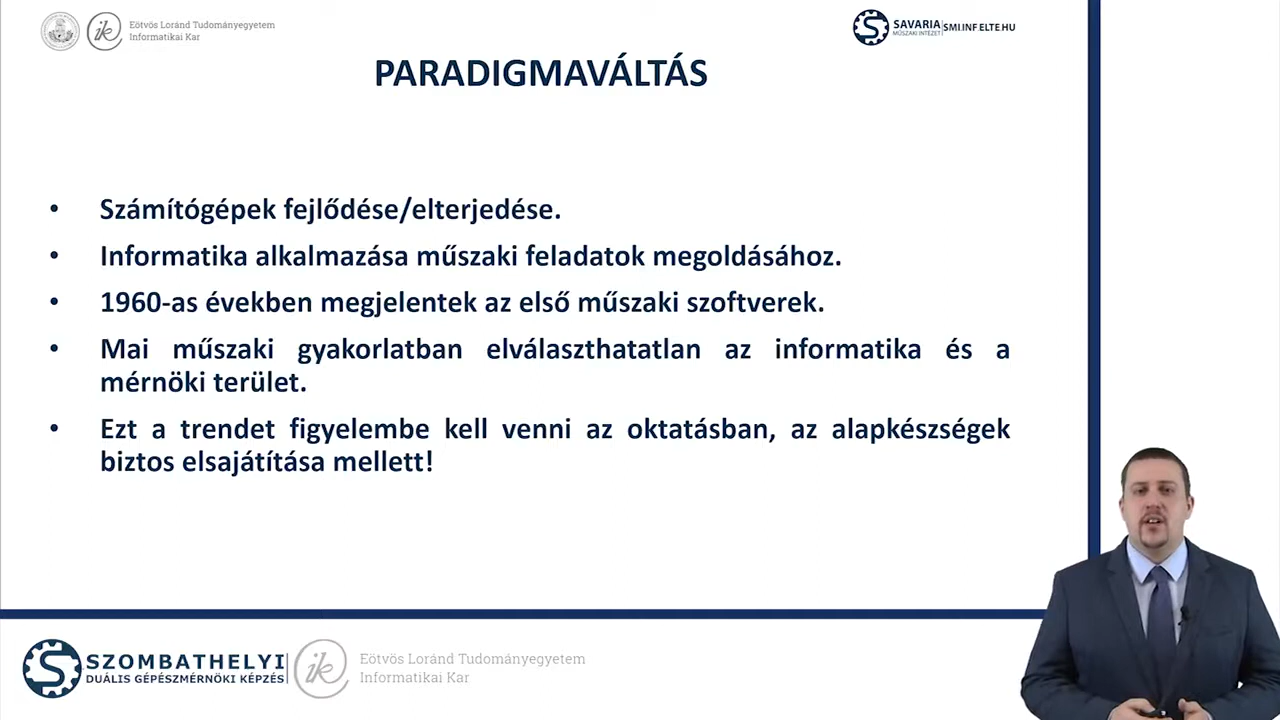 Eötvös Loránd Tudományegyetem
Informatikai Kar
SAVARIA
MŰSZAKI INTÉZET
SMI.INF.ELTE.HU
PARADIGMAVÁLTÁS
• Számítógépek fejlődése/elterjedése.
• Informatika alkalmazása műszaki feladatok megoldásához.
• 1960-as években megjelentek az első műszaki szoftverek.
• Mai műszaki gyakorlatban elválaszthatatlan az informatika és a
mérnöki terület.
• Ezt a trendet figyelembe kell venni az oktatásban, az alapkészségek
biztos elsajátítása mellett!
SZOMBATHELYI
DUÁLIS GÉPÉSZMÉRNÖKI KÉPZÉS
ik
Eötvös Loránd Tudományegyetem
Informatikai Kar